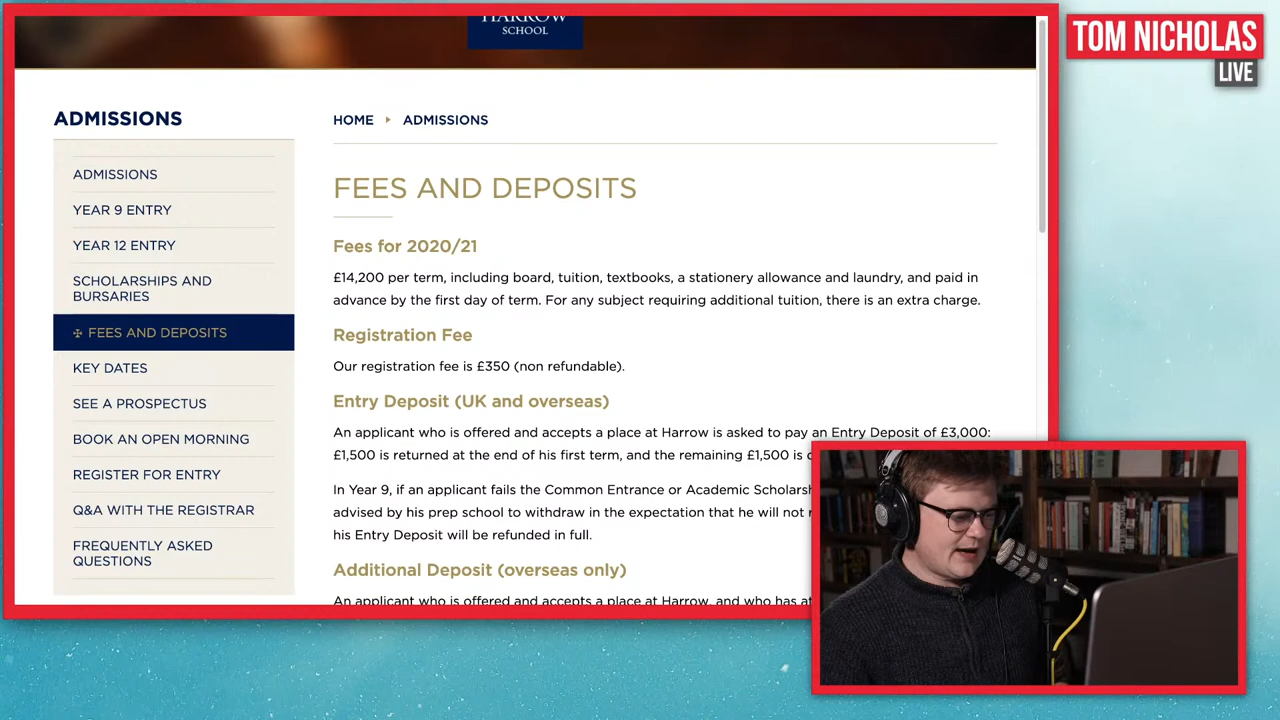 HARROW
SCHOOL
TOM NICHOLAS
LIVE
ADMISSIONS
ADMISSIONS
YEAR 9 ENTRY
YEAR 12 ENTRY
SCHOLARSHIPS AND
BURSARIES
FEES AND DEPOSITS
KEY DATES
SEE A PROSPECTUS
BOOK AN OPEN MORNING
REGISTER FOR ENTRY
Q&A WITH THE REGISTRAR
FREQUENTLY ASKED
QUESTIONS
HOME ADMISSIONS
FEES AND DEPOSITS
Fees for 2020/21
£14,200 per term, including board, tuition, textbooks, a stationery allowance and laundry, and paid in
advance by the first day of term. For any subject requiring additional tuition, there is an extra charge.
Registration Fee
Our registration fee is £350 (non refundable).
Entry Deposit (UK and overseas)
An applicant who is offered and accepts a place at Harrow is asked to pay an Entry Deposit of £3,000:
£1,500 is returned at the end of his first term, and the remaining £1,500 is
In Year 9, if an applicant fails the Common Entrance or Academic
advised by his prep school to withdraw in the expectation that he will not
his Entry Deposit will be refunded in full.
Additional Deposit (overseas only)
An applicant who is offered and accepts a place at Harrow, and who has